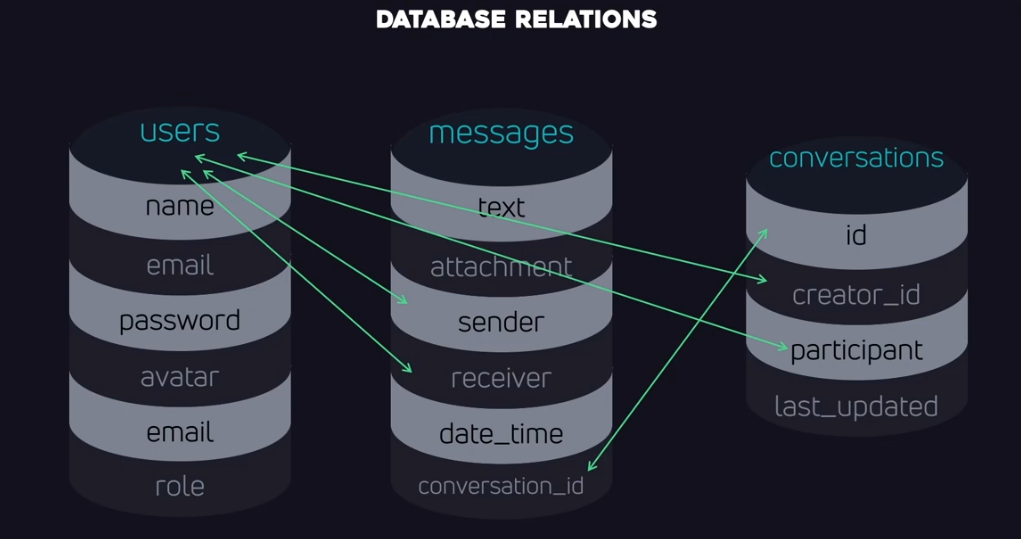 DATABASE RELATIONS
users
name
email
password
avatar
email
role
messages
text
attachment
sender
receiver
date_time
conversation_id
conversations
id
creator_id
participant
last_updated